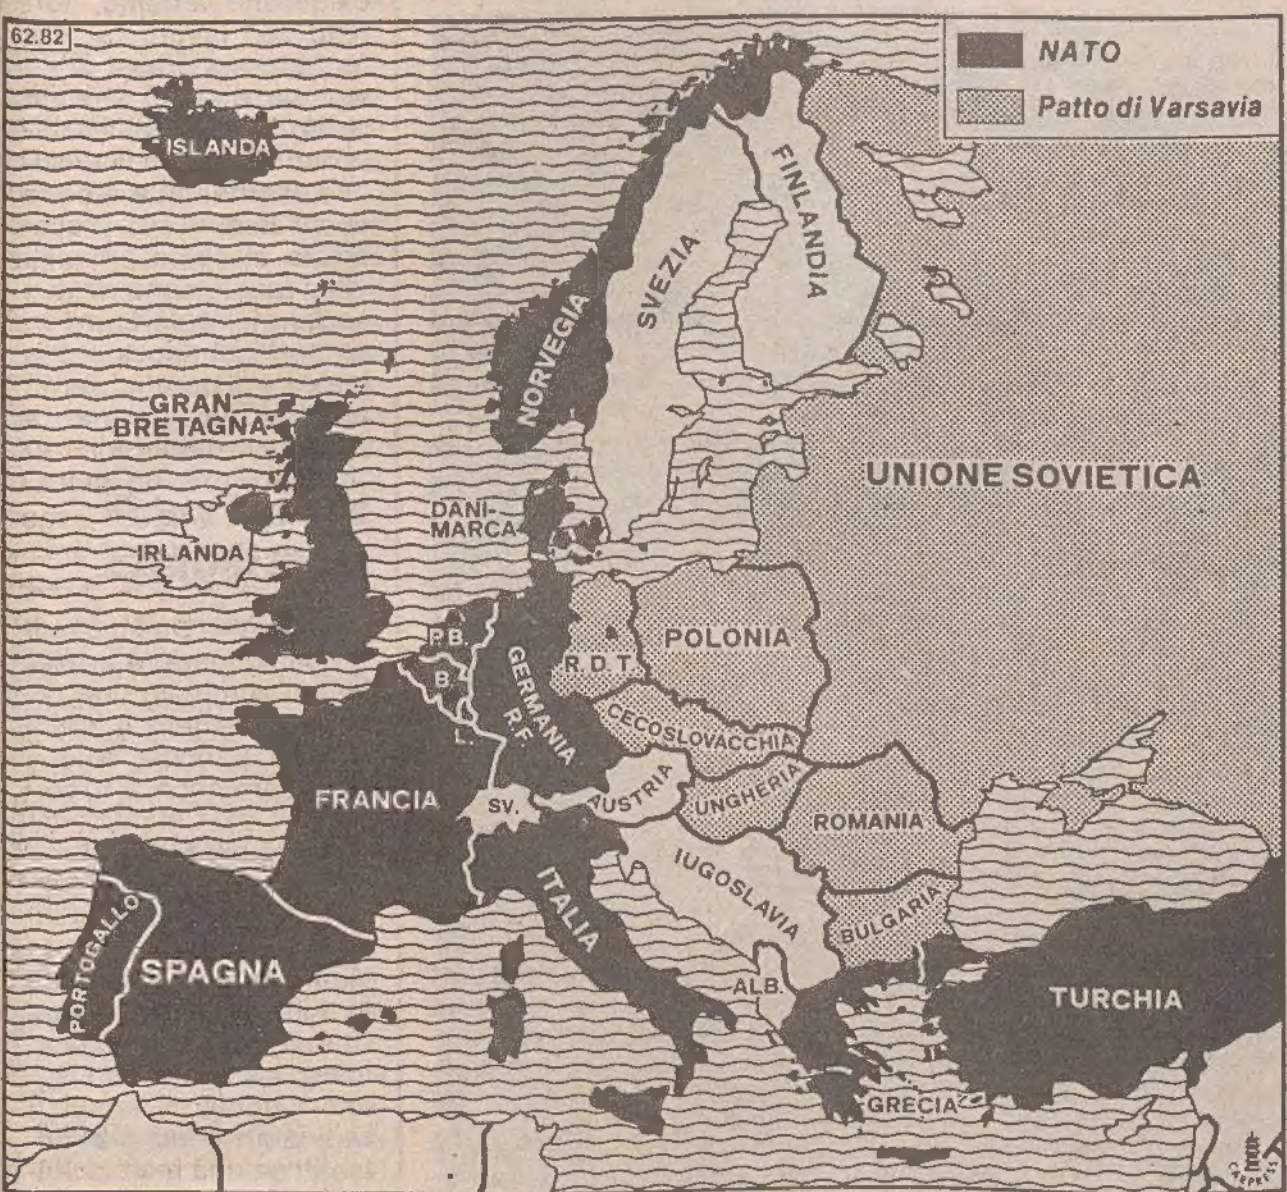 62.82
NATO
Patto di Varsavia
ISLANDA
FINLANDIA
SVEZIA
NORVEGIA
GRAN
BRETAGNA
UNIONE SOVIETICA
DANI-
MARCA
IRLANDA
P.B.
POLONIA
R.D.T.
B.
GERMANIA
R.F.
CECOSLOVACCHIA
L.
AUSTRIA
UNGHERIA
FRANCIA
SV.
ROMANIA
IUGOSLAVIA
ITALIA
BULGARIA
PORTOGALLO
SPAGNA
ALB.
TURCHIA
GRECIA